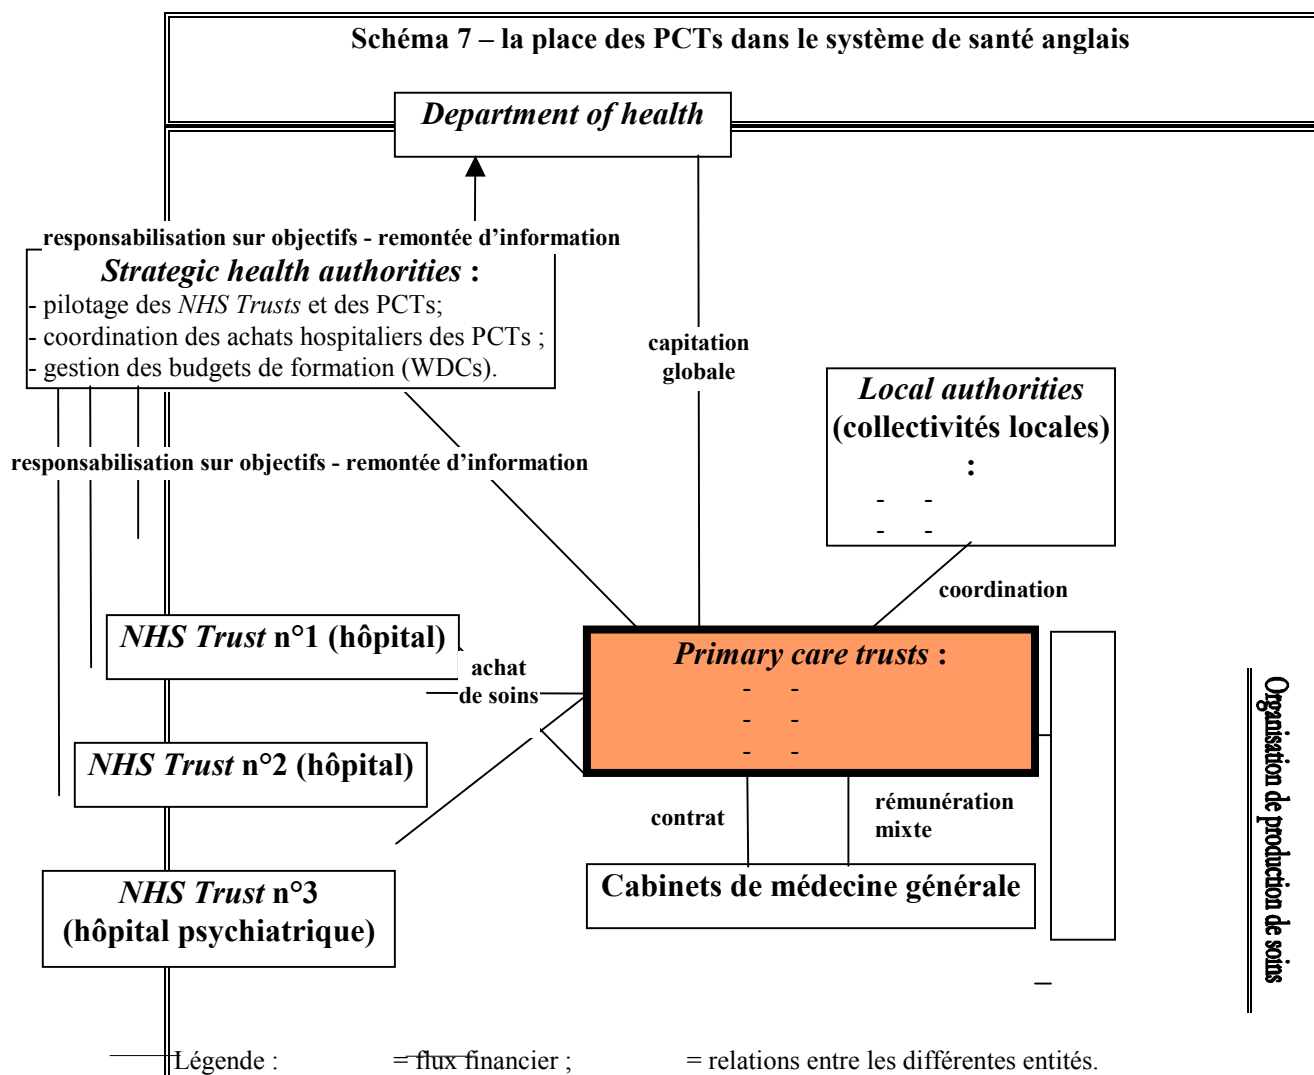 Schéma 7 – la place des PCTs dans le système de santé anglais
Department of health
responsabilisation sur objectifs - remontée d’information
Strategic health authorities :
- pilotage des NHS Trusts et des PCTs;
- coordination des achats hospitaliers des PCTs ;
- gestion des budgets de formation (WDCs).
capitation
globale
Local authorities
(collectivités locales)
:
- -
- -
responsabilisation sur objectifs - remontée d’information
coordination
NHS Trust n°1 (hôpital)
achat
de soins
Primary care trusts :
- -
- -
- -
NHS Trust n°2 (hôpital)
contrat
rémunération
mixte
NHS Trust n°3
(hôpital psychiatrique)
Cabinets de médecine générale
Organisation de production de soins
Légende : = flux financier ; = relations entre les différentes entités.